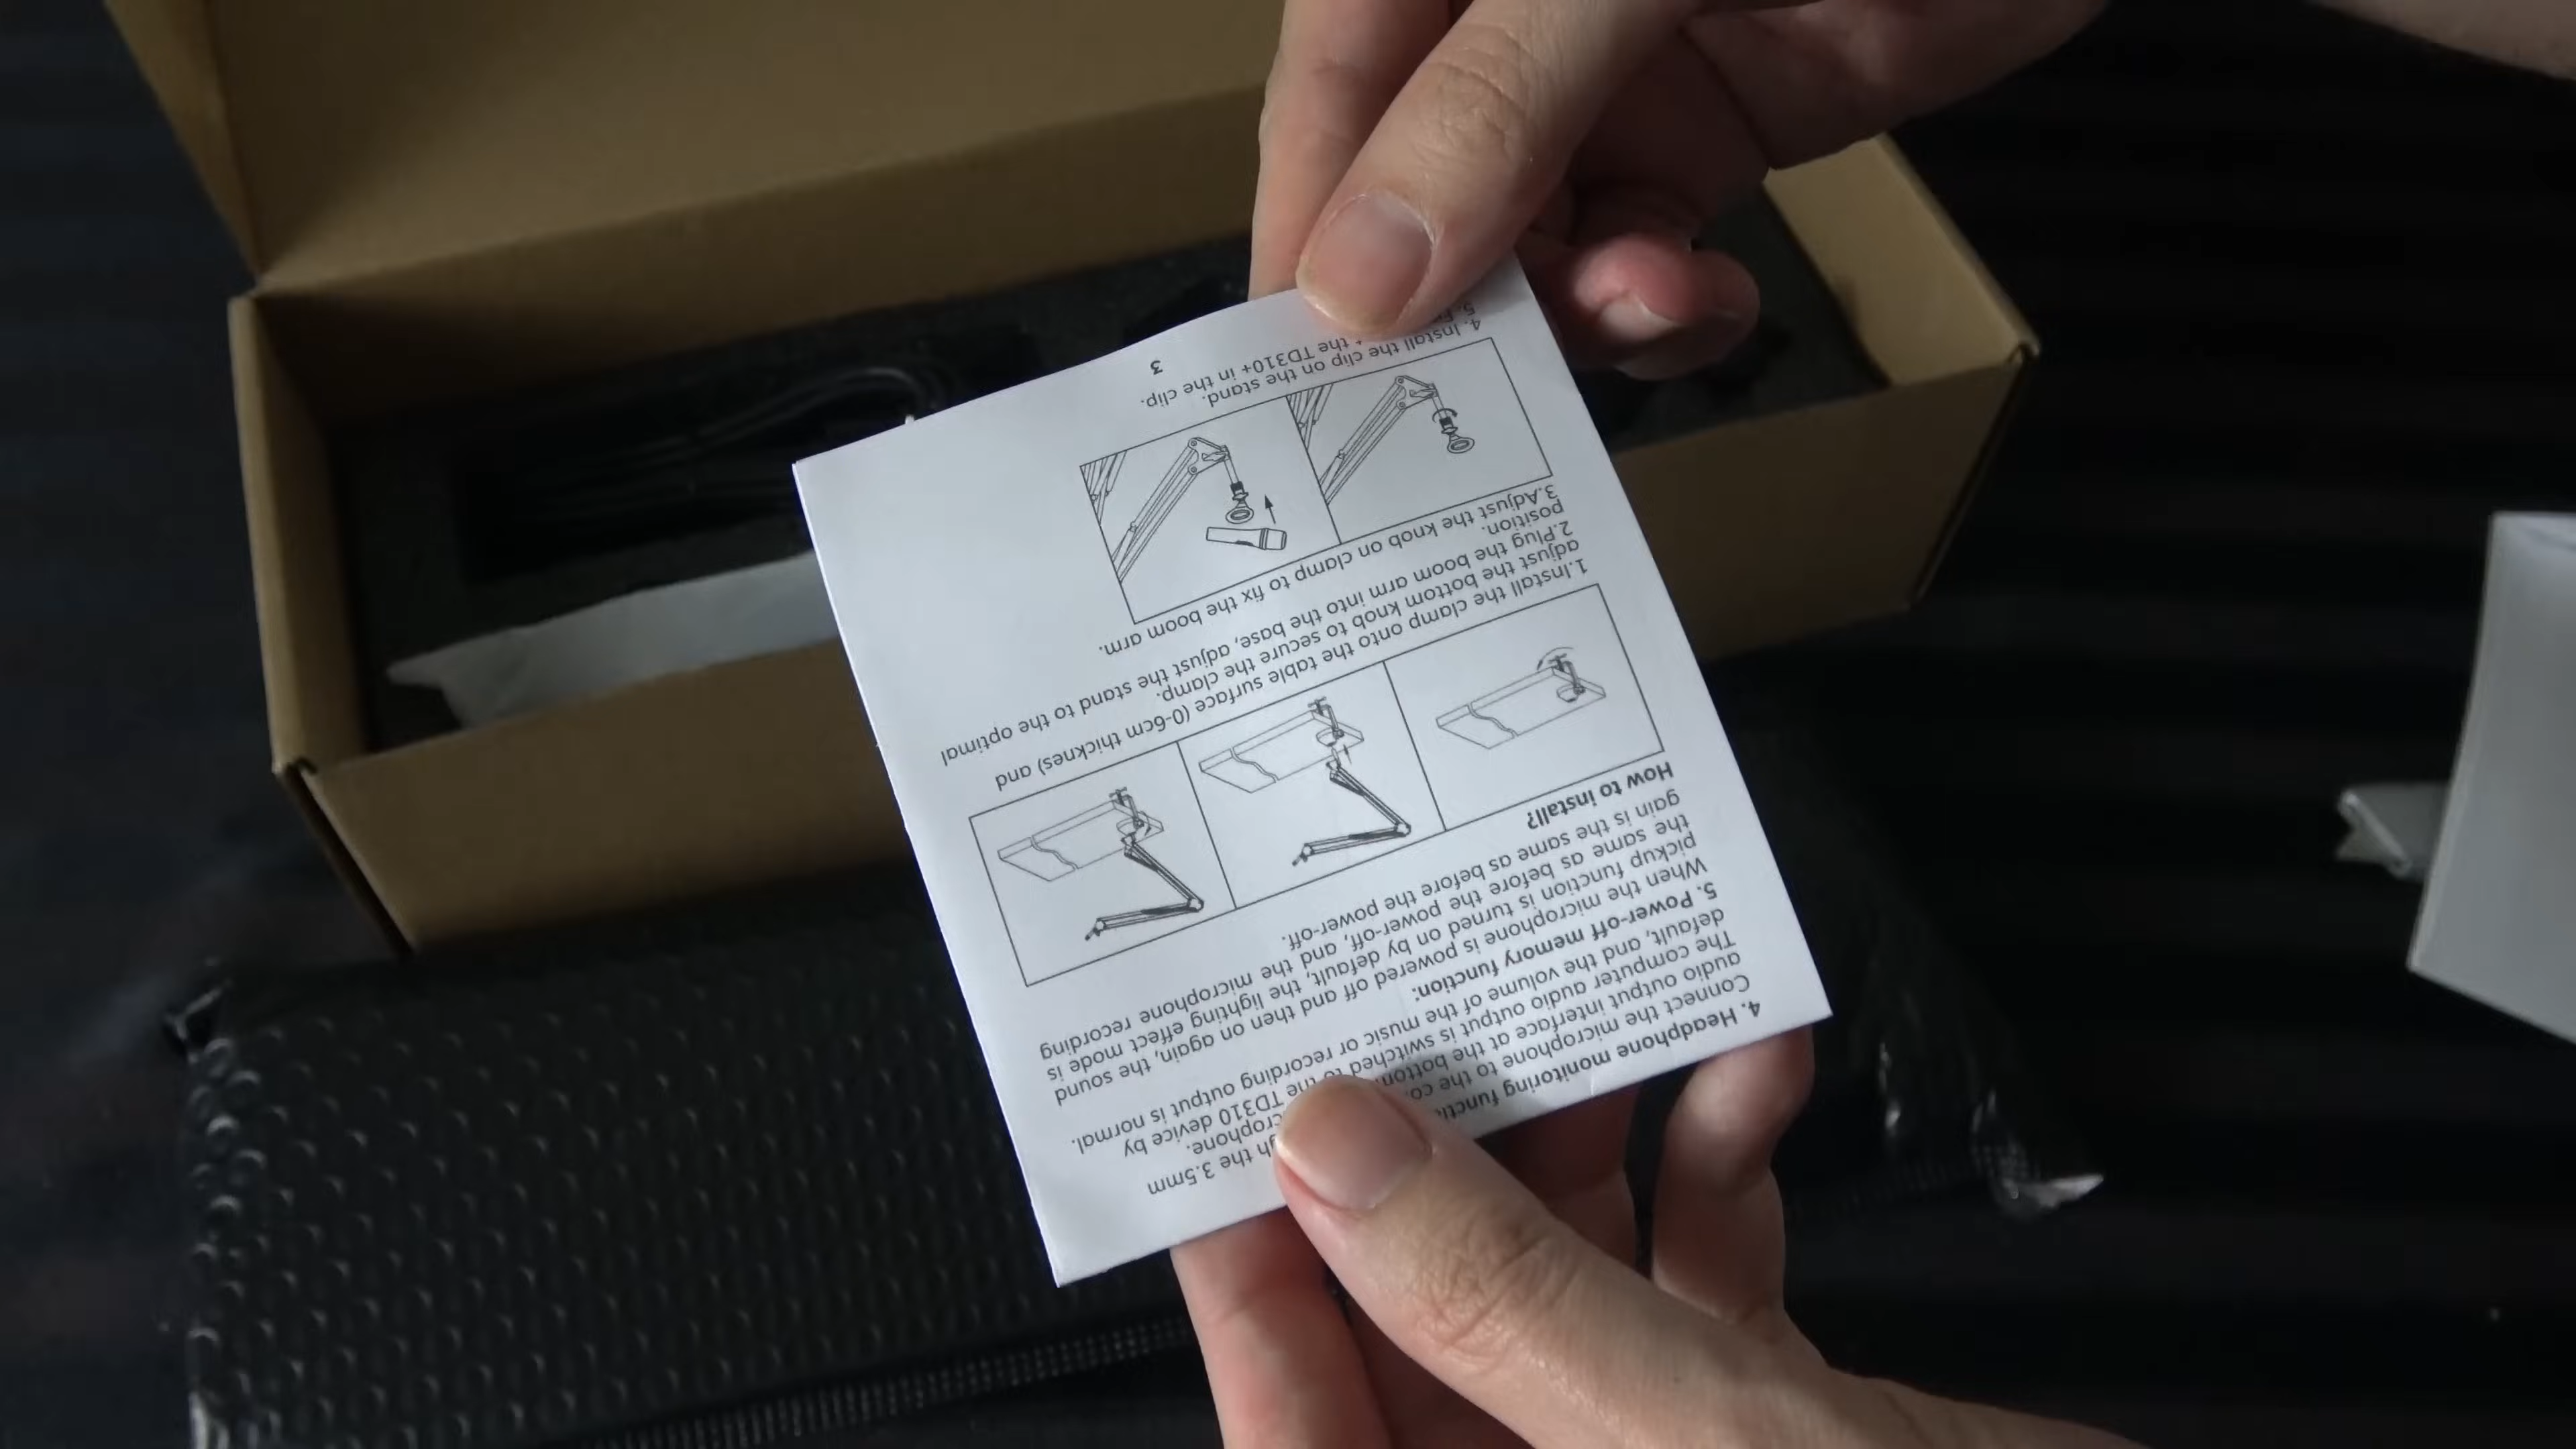 4. Headphone monitoring
Connect the microphone to the the 3.5mm
audio output interface at the bottom
The computer audio output is switched to the TD310 device by
default, and the volume of the music or recording output is normal.
5. Power-off memory function:
When the microphone is powered off and then on again, the sound
pickup function is turned on by default, the lighting effect mode is
the same as before the power-off, and the microphone recording
gain is the same as before the power-off.
How to install?
1.Install the clamp onto the table surface (0-6cm thicknes) and
adjust the bottom knob to secure the clamp.
2.Plug the boom arm into the base, adjust the stand to the optimal
position.
3.Adjust the knob on clamp to fix the boom arm.
4. Install the clip on the stand.
5. the TD310+ in the clip.
3